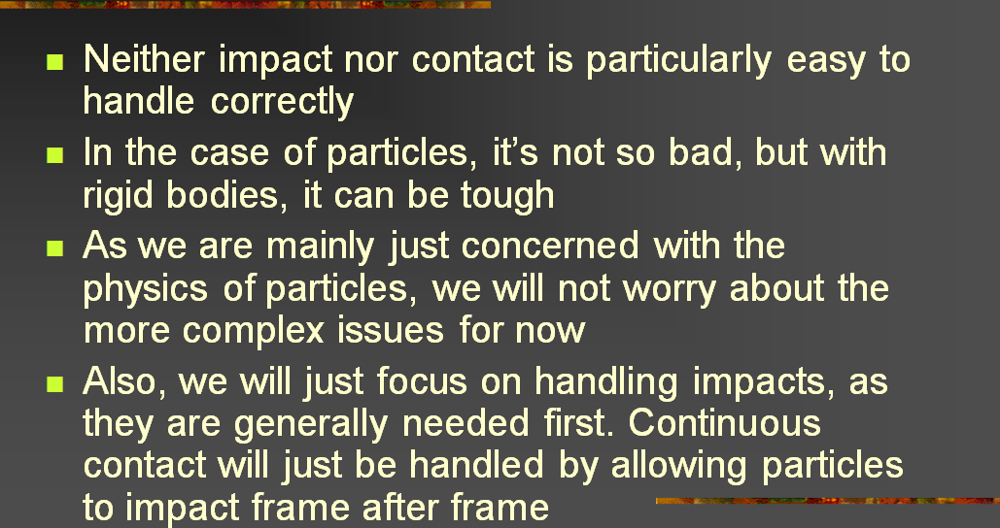 Neither impact nor contact is particularly easy to
handle correctly
In the case of particles, it’s not so bad, but with
rigid bodies, it can be tough
As we are mainly just concerned with the
physics of particles, we will not worry about the
more complex issues for now
Also, we will just focus on handling impacts, as
they are generally needed first. Continuous
contact will just be handled by allowing particles
to impact frame after frame